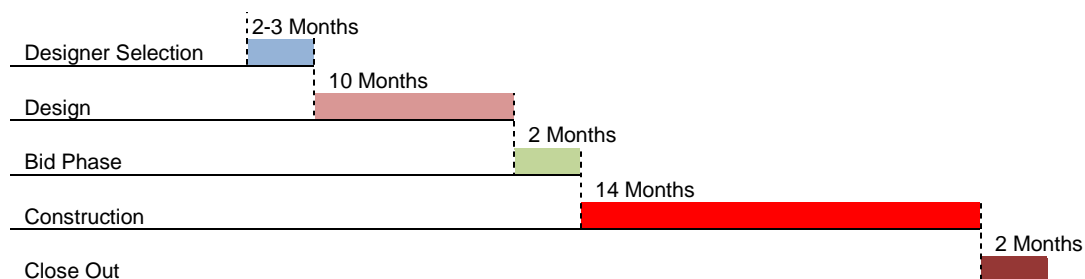 2-3 Months
Designer Selection
10 Months
Design
2 Months
Bid Phase
14 Months
Construction
2 Months
Close Out